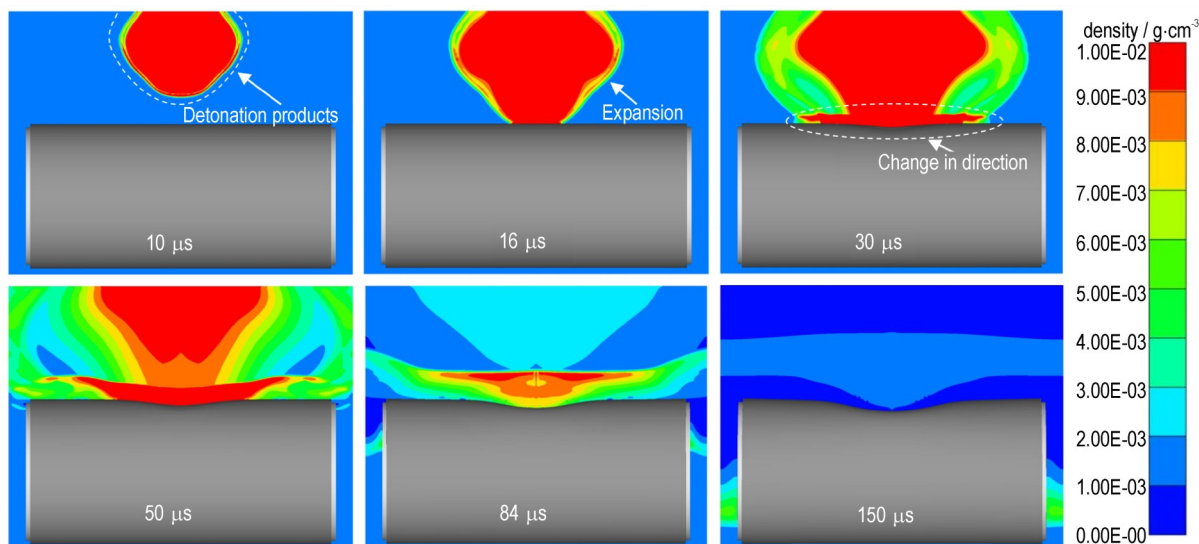 density / g·cm⁻³
Detonation products
10 μs
Expansion
16 μs
Change in direction
30 μs
50 μs
84 μs
150 μs
1.00E-02
9.00E-03
8.00E-03
7.00E-03
6.00E-03
5.00E-03
4.00E-03
3.00E-03
2.00E-03
1.00E-03
0.00E-00